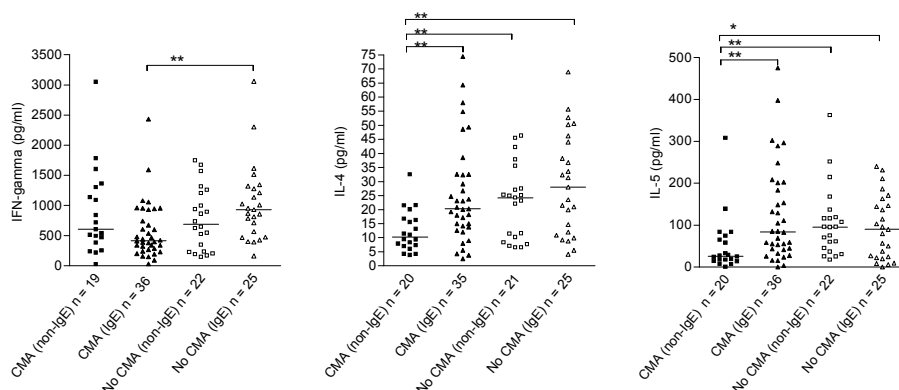 **
IFN-gamma (pg/ml)
3500
3000
2500
2000
1500
1000
500
0
CMA (non-IgE) n = 19
CMA (IgE) n = 36
No CMA (non-IgE) n = 22
No CMA (IgE) n = 25
**
**
**
IL-4 (pg/ml)
75
70
65
60
55
50
45
40
35
30
25
20
15
10
5
0
CMA (non-IgE) n = 20
CMA (IgE) n = 35
No CMA (non-IgE) n = 21
No CMA (IgE) n = 25
*
**
**
IL-5 (pg/ml)
500
400
300
200
100
0
CMA (non-IgE) n = 20
CMA (IgE) n = 36
No CMA (non-IgE) n = 22
No CMA (IgE) n = 25